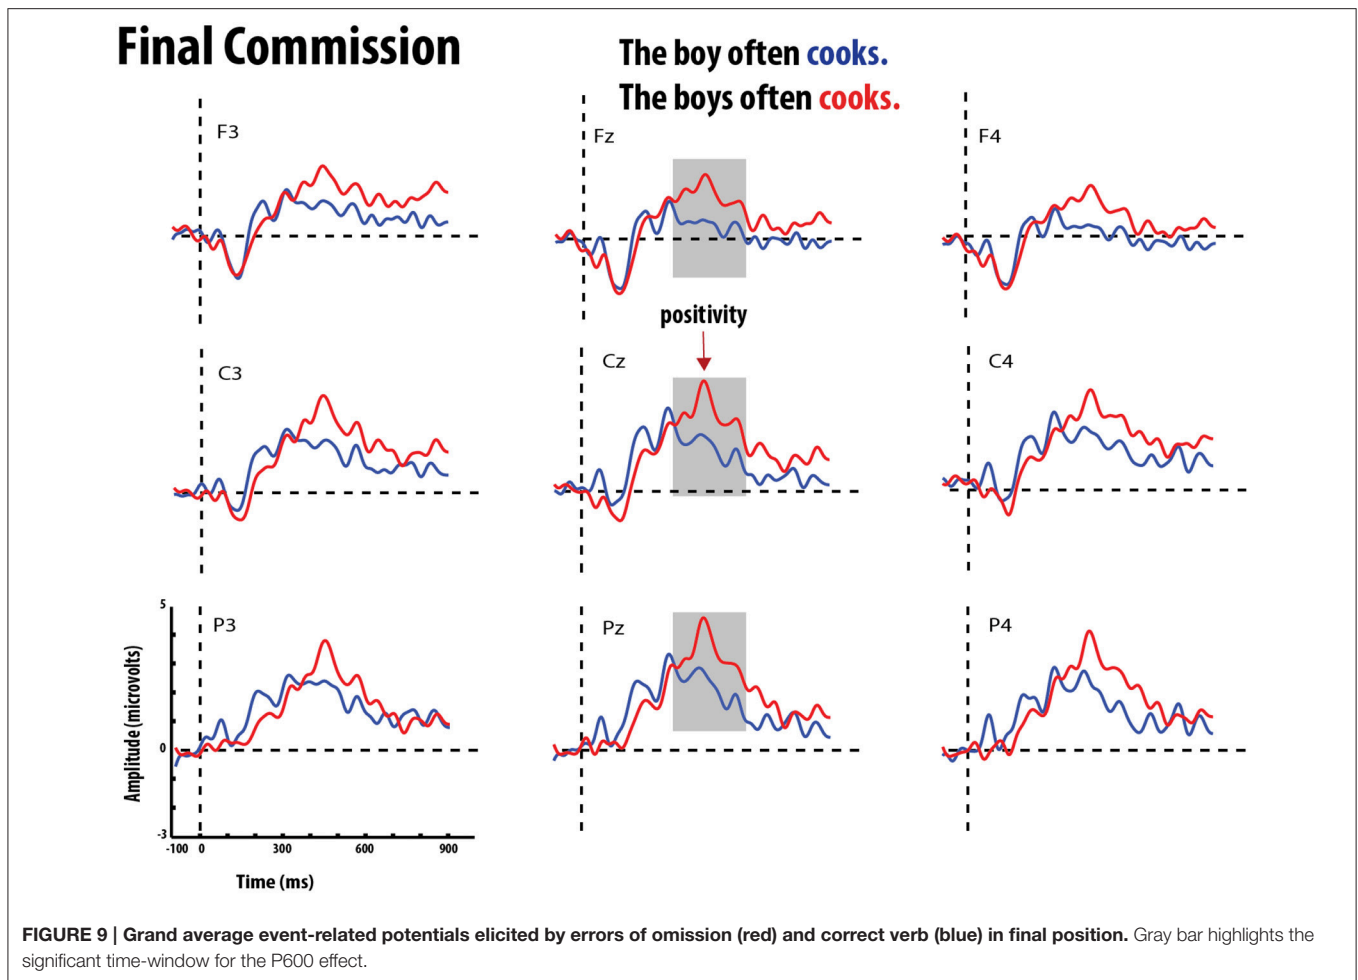 Final Commission
The boy often cooks.
The boys often cooks.
F3
Fz
F4
positivity
C3
Cz
C4
5
P3
Pz
P4
Amplitude (microvolts)
0
-3
-100 0 300 600 900
Time (ms)
FIGURE 9 | Grand average event-related potentials elicited by errors of omission (red) and correct verb (blue) in final position. Gray bar highlights the
significant time-window for the P600 effect.